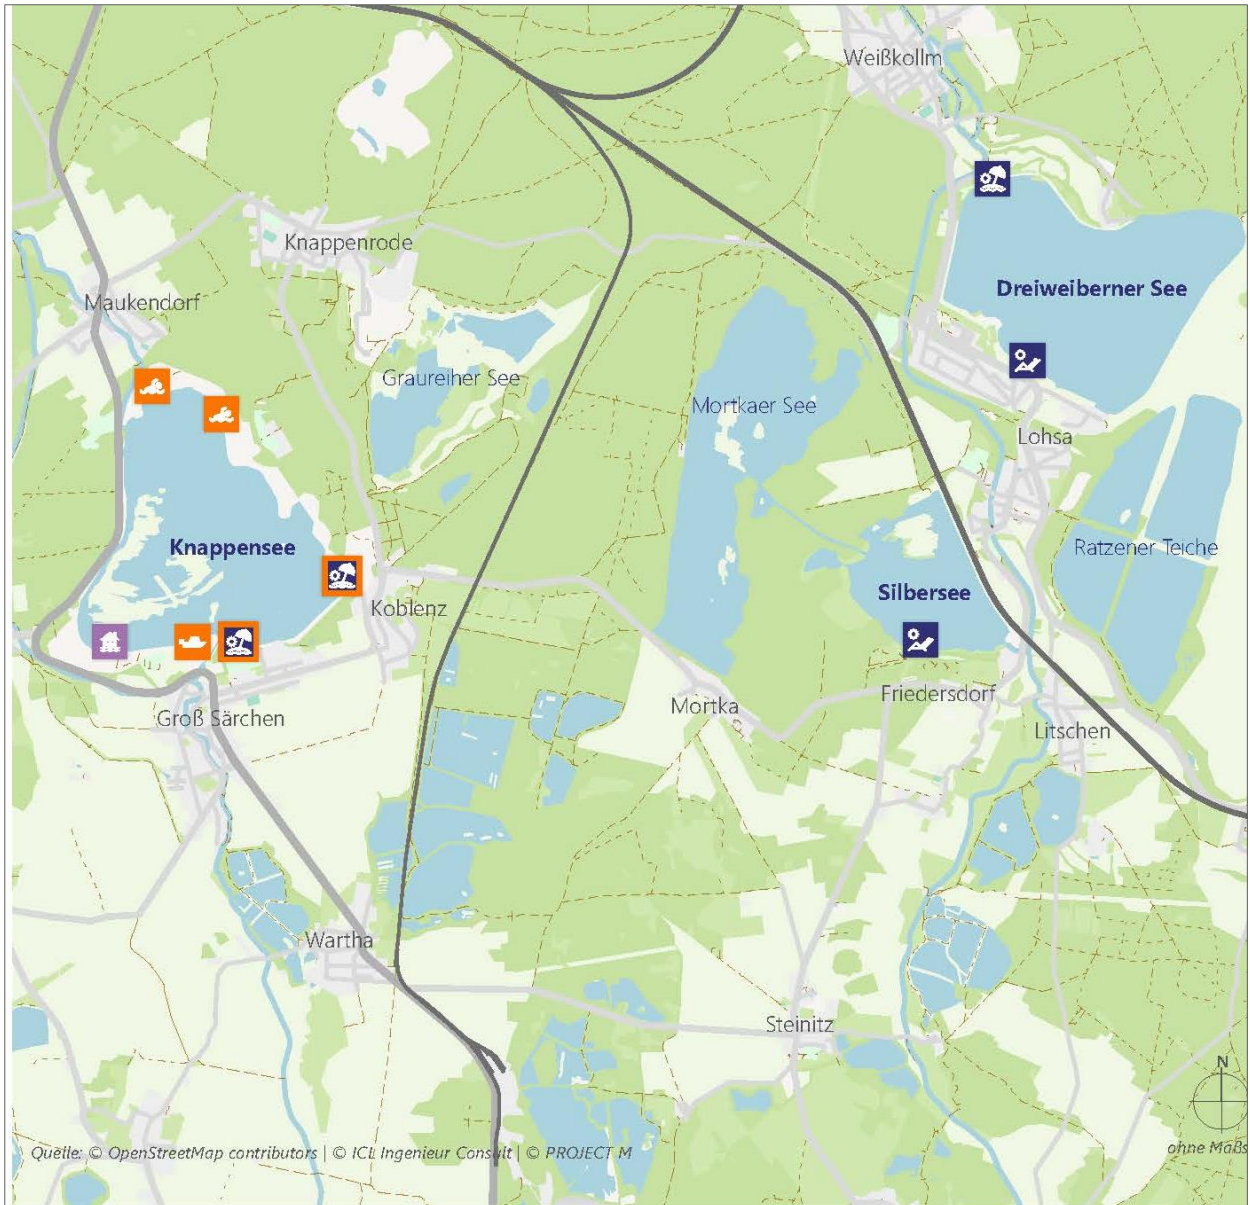 Weißkollm
Knappenrode
Dreiweiberner See
Maukendorf
Graureiher See
Mortkaer See
Lohsa
Knappensee
Ratzener Teiche
Silbersee
Koblenz
Friedersdorf
Mortka
Groß Särchen
Litschen
Wartha
Steinitz
N
Quelle: © OpenStreetMap contributors | © ICL Ingenieur Consult | © PROJECT M
ohne Maßs